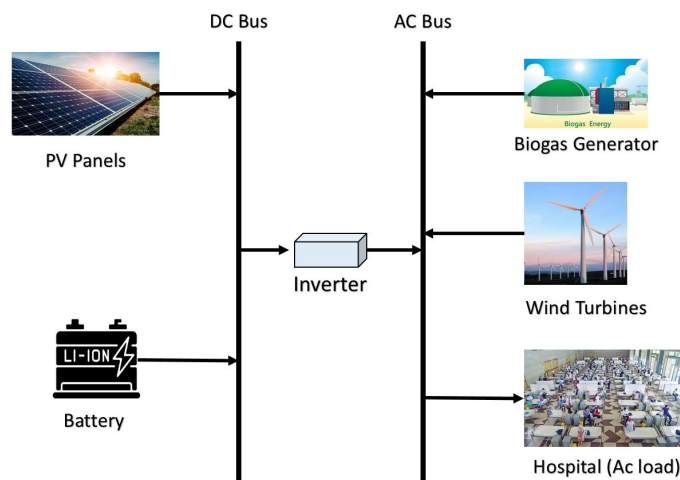 DC Bus
AC Bus
PV Panels
Biogas Energy
Biogas Generator
Inverter
Wind Turbines
LI-ION
Battery
Hospital (Ac load)